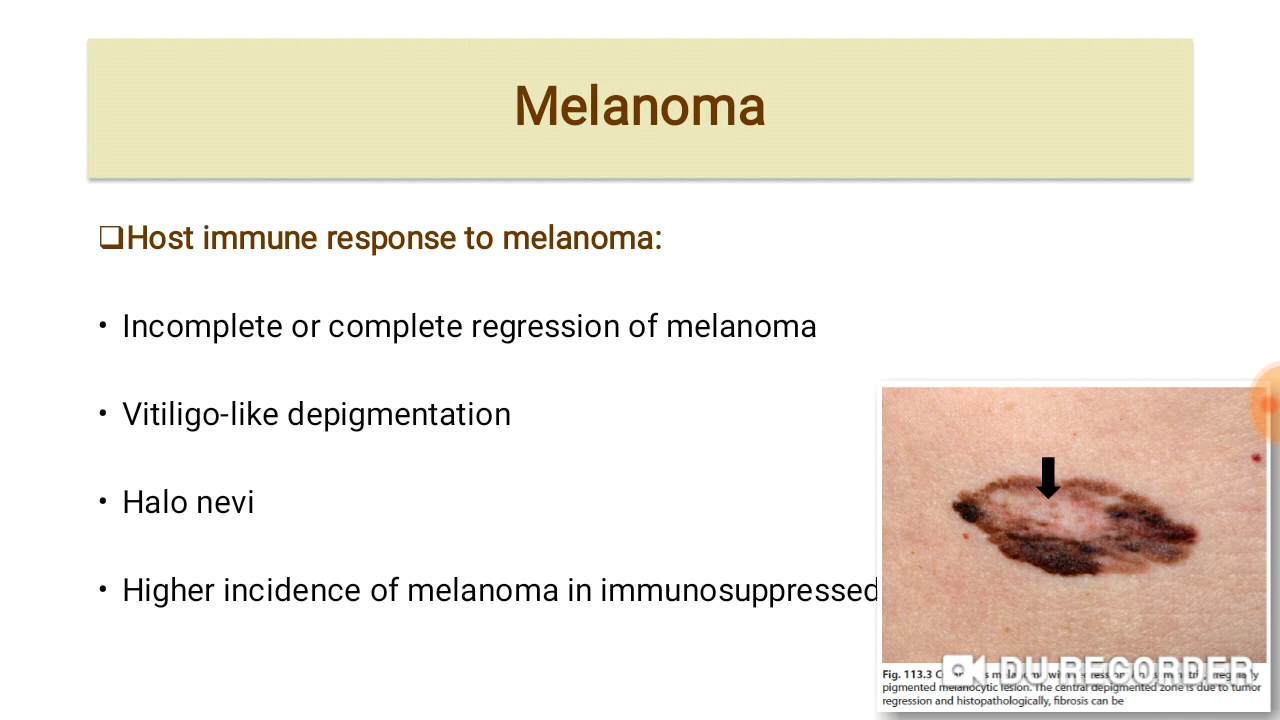 Melanoma
❑Host immune response to melanoma:
• Incomplete or complete regression of melanoma
• Vitiligo-like depigmentation
• Halo nevi
• Higher incidence of melanoma in immunosuppressed
DU RECORDER
Fig. 113.3
pigmented melanocytic lesion. The central depigmented zone is due to tumor
regression and histopathologically, fibrosis can be